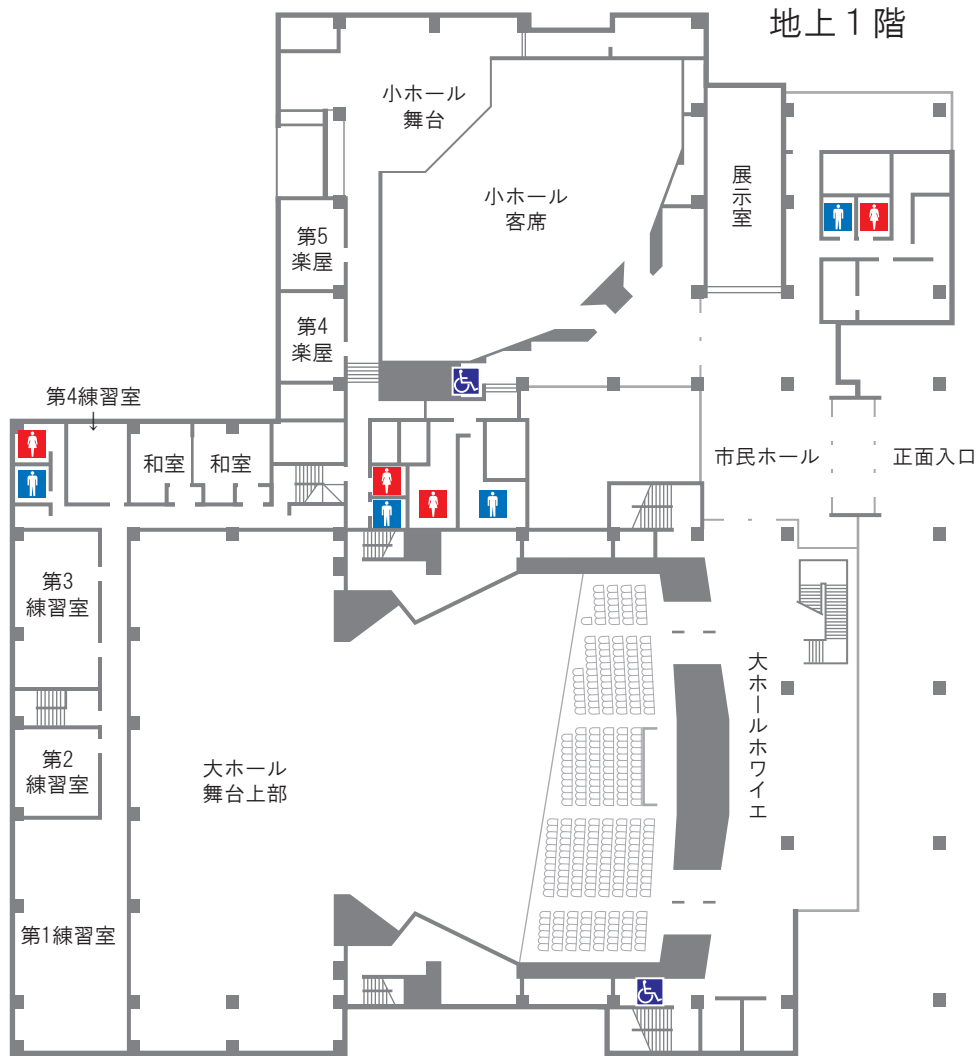 地上1階
小ホール
舞台
小ホール
客席
展示室
第5
楽屋
第4
楽屋
第4練習室
↓
和室
和室
市民ホール
正面入口
第3
練習室
大ホールホワイエ
第2
練習室
大ホール
舞台上部
第1練習室